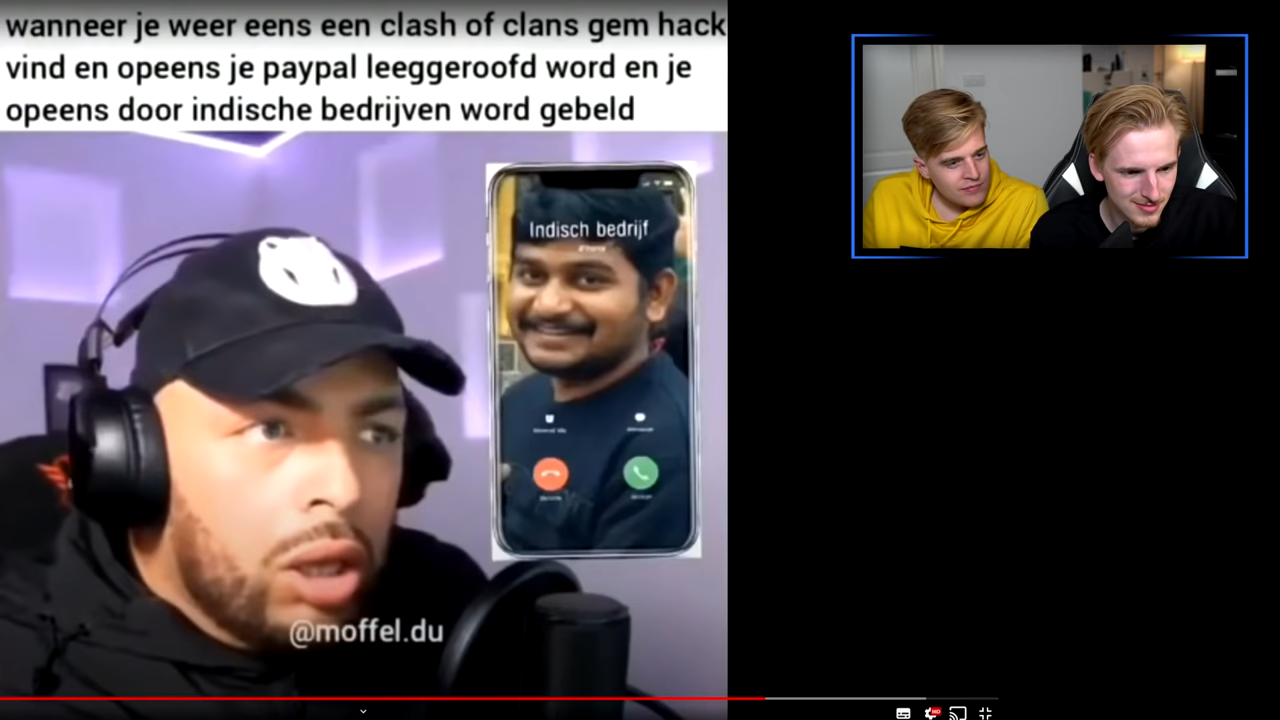 wanneer je weer eens een clash of clans gem hack
vind en opeens je paypal leeggeroofd word en je
opeens door indische bedrijven word gebeld
Indisch bedrijf
@moffel.du
HD